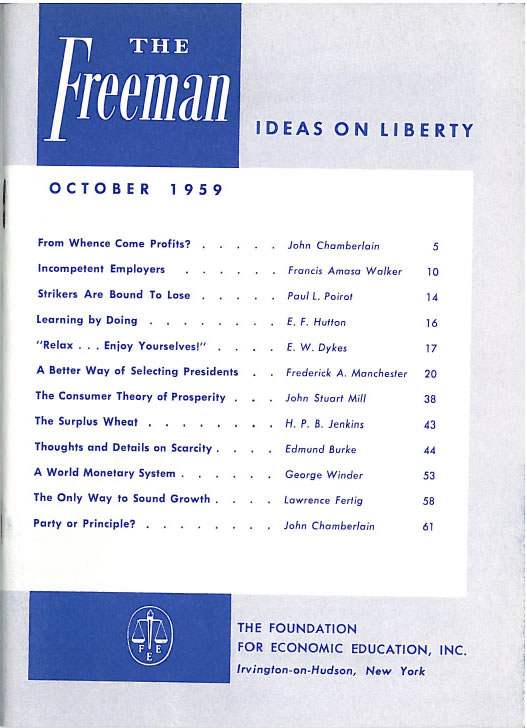 THE
Freeman
IDEAS ON LIBERTY
OCTOBER 1959
From Whence Come Profits? . . . . . John Chamberlain 5
Incompetent Employers . . . . . . Francis Amasa Walker 10
Strikers Are Bound To Lose . . . . . Paul L. Poirot 14
Learning by Doing . . . . . . . . E. F. Hutton 16
"Relax . . . Enjoy Yourselves!" . . . . E. W. Dykes 17
A Better Way of Selecting Presidents . . Frederick A. Manchester 20
The Consumer Theory of Prosperity . . . John Stuart Mill 38
The Surplus Wheat . . . . . . . . H. P. B. Jenkins 43
Thoughts and Details on Scarcity . . . . Edmund Burke 44
A World Monetary System . . . . . . George Winder 53
The Only Way to Sound Growth . . . . Lawrence Fertig 58
Party or Principle? . . . . . . . . John Chamberlain 61
F E
E
THE FOUNDATION
FOR ECONOMIC EDUCATION, INC.
Irvington-on-Hudson, New York